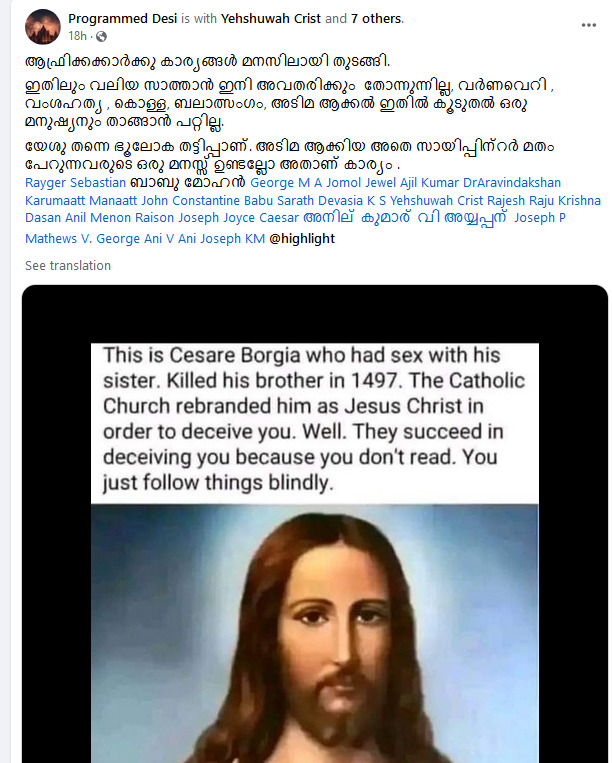 Programmed Desi is with Yehshuwah Crist and 7 others.
18h ·
ആഫ്രിക്കക്കാർക്കു കാര്യങ്ങൾ മനസിലായി തുടങ്ങി.
ഇതിലും വലിയ സാത്താൻ ഇനി അവതരിക്കും തോന്നുന്നില്ല, വർണവെറി ,
വംശഹത്യ , കൊള്ള, ബലാത്സംഗം, അടിമ ആക്കൽ ഇതിൽ കൂടുതൽ ഒരു
മനുഷ്യനും താങ്ങാൻ പറ്റില്ല.
യേശു തന്നെ ഭൂലോക തട്ടിപ്പാണ്. അടിമ ആക്കിയ അതെ സായിപ്പിന്റർ മതം
പേറുന്നവരുടെ ഒരു മനസ്സ് ഉണ്ടല്ലോ അതാണ് കാര്യം .
Rayger Sebastian ബാബു മോഹൻ George M A Jomol Jewel Ajil Kumar DrAravindakshan
Karumaatt Manaatt John Constantine Babu Sarath Devasia K S Yehshuwah Crist Rajesh Raju Krishna
Dasan Anil Menon Raison Joseph Joyce Caesar അനില് കുമാര് വി അയ്യപ്പന് Joseph P
Mathews V. George Ani V Ani Joseph KM @highlight
See translation
This is Cesare Borgia who had sex with his
sister. Killed his brother in 1497. The Catholic
Church rebranded him as Jesus Christ in
order to deceive you. Well. They succeed in
deceiving you because you don't read. You
just follow things blindly.